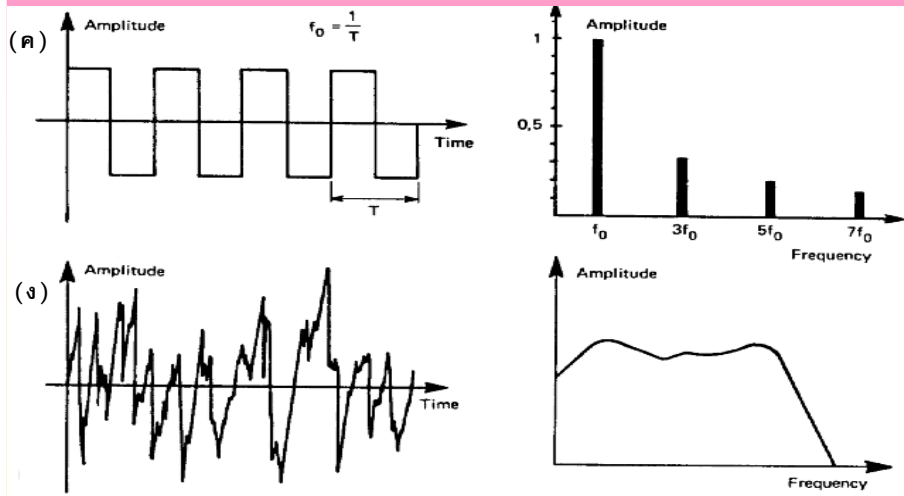 (ค)
Amplitude
f₀ = 1/T
Time
T
Amplitude
1
0,5
f₀ 3f₀ 5f₀ 7f₀
Frequency
(ง)
Amplitude
Time
Amplitude
Frequency